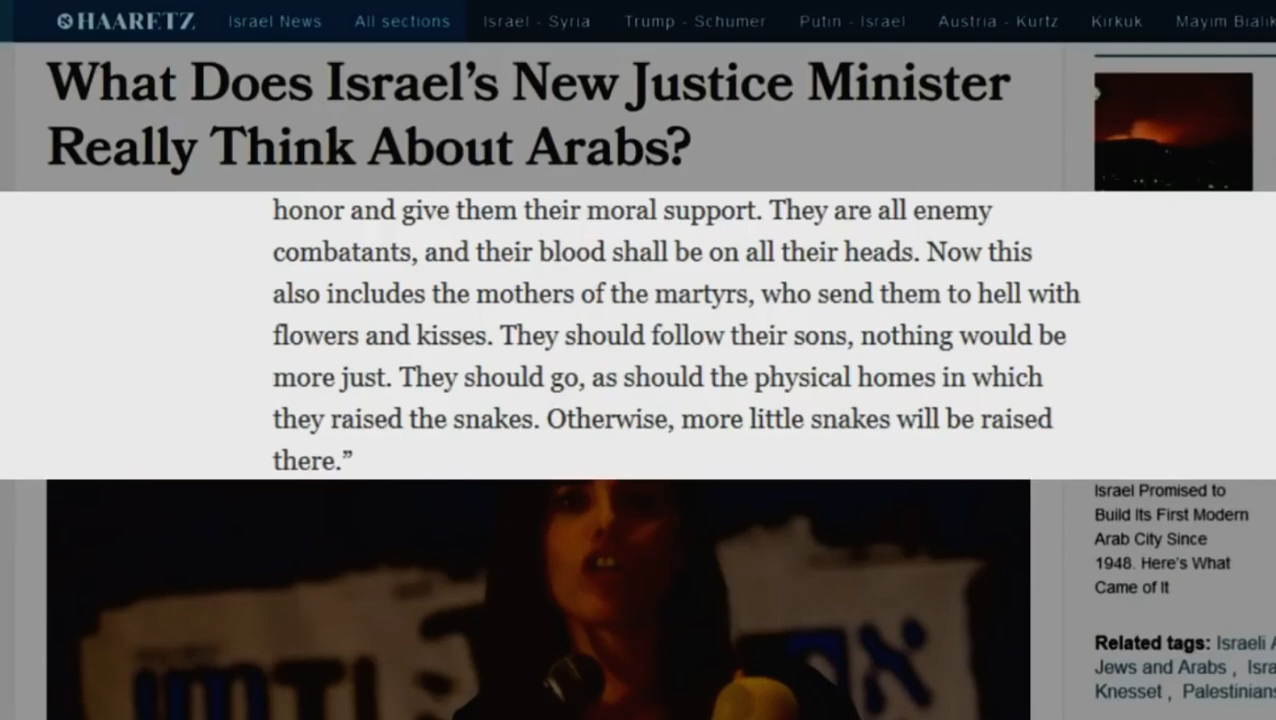 HAARETZ Israel News All sections Israel - Syria Trump - Schumer Putin - Israel Austria - Kurtz Kirkuk Mayim Bialik
What Does Israel's New Justice Minister
Really Think About Arabs?
honor and give them their moral support. They are all enemy
combatants, and their blood shall be on all their heads. Now this
also includes the mothers of the martyrs, who send them to hell with
flowers and kisses. They should follow their sons, nothing would be
more just. They should go, as should the physical homes in which
they raised the snakes. Otherwise, more little snakes will be raised
there.”
Israel Promised to
Build Its First Modern
Arab City Since
1948. Here's What
Came of It
Related tags: Israeli
Jews and Arabs ,
Knesset , Palestinians